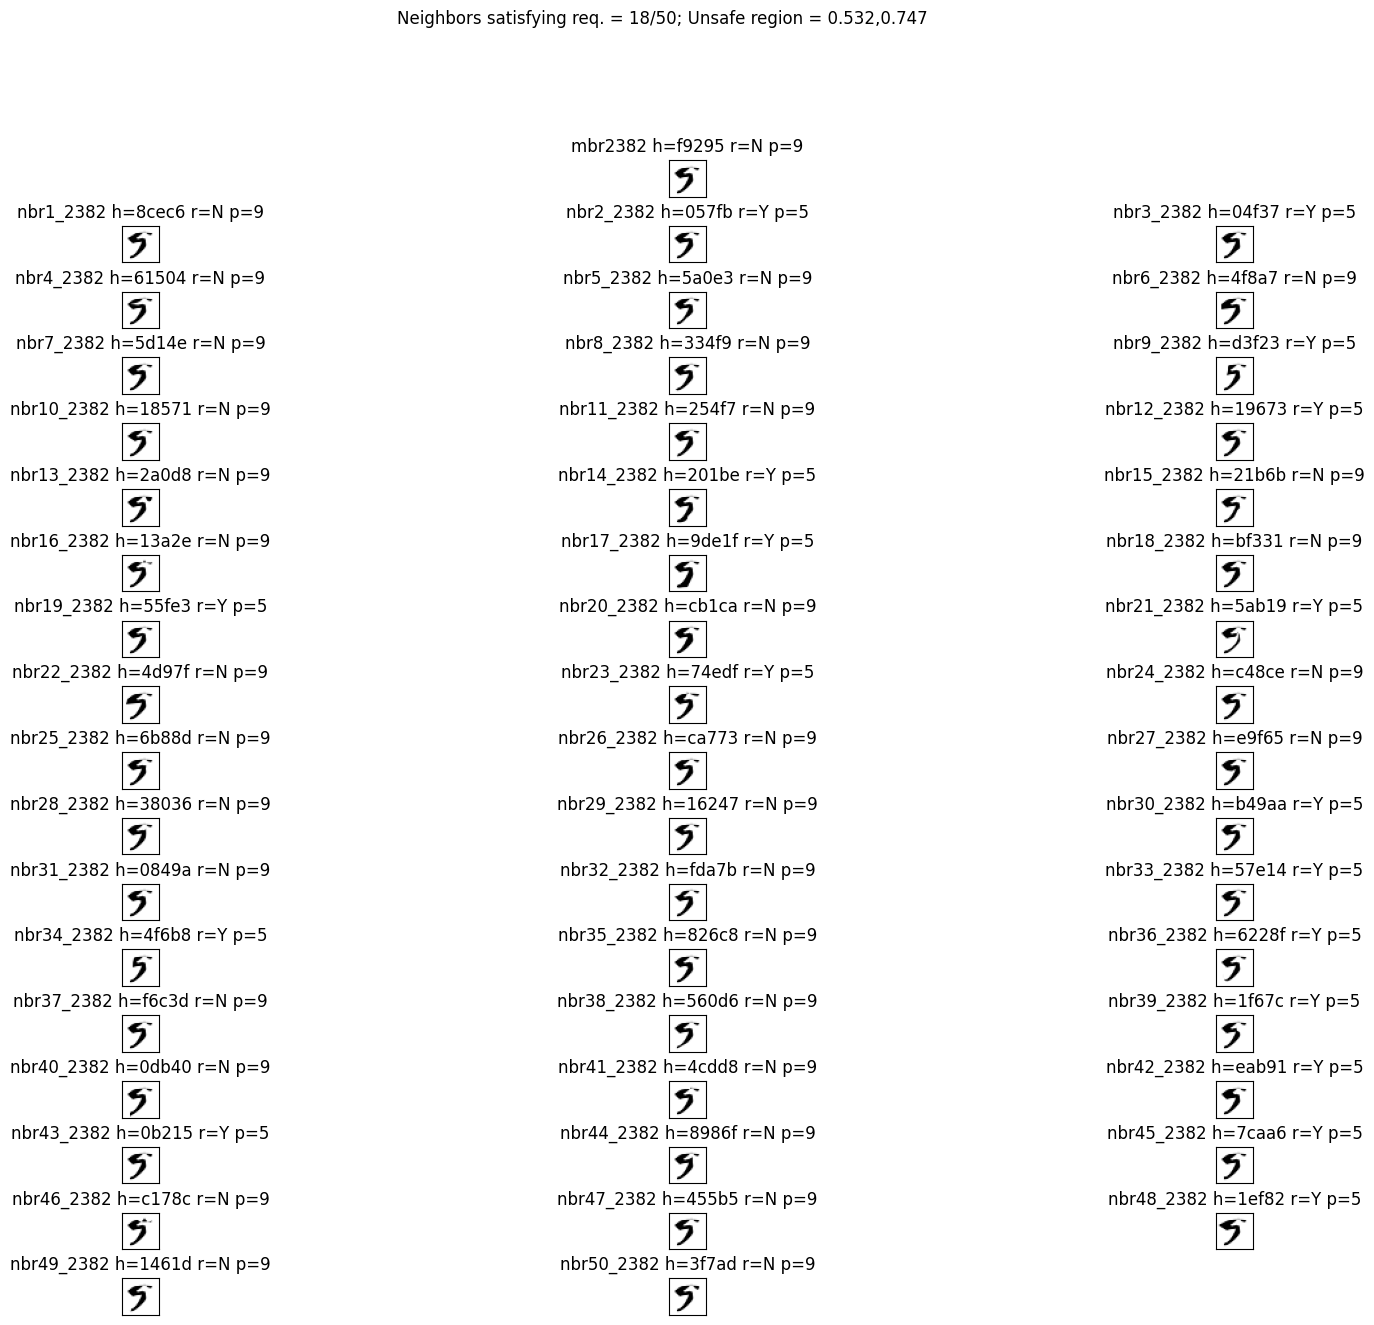 Neighbors satisfying req. = 18/50; Unsafe region = 0.532,0.747
mbr2382 h=f9295 r=N p=9
nbr1_2382 h=8cec6 r=N p=9
nbr2_2382 h=057fb r=Y p=5
nbr3_2382 h=04f37 r=Y p=5
nbr4_2382 h=61504 r=N p=9
nbr5_2382 h=5a0e3 r=N p=9
nbr6_2382 h=4f8a7 r=N p=9
nbr7_2382 h=5d14e r=N p=9
nbr8_2382 h=334f9 r=N p=9
nbr9_2382 h=d3f23 r=Y p=5
nbr10_2382 h=18571 r=N p=9
nbr11_2382 h=254f7 r=N p=9
nbr12_2382 h=19673 r=Y p=5
nbr13_2382 h=2a0d8 r=N p=9
nbr14_2382 h=201be r=Y p=5
nbr15_2382 h=21b6b r=N p=9
nbr16_2382 h=13a2e r=N p=9
nbr17_2382 h=9de1f r=Y p=5
nbr18_2382 h=bf331 r=N p=9
nbr19_2382 h=55fe3 r=Y p=5
nbr20_2382 h=cb1ca r=N p=9
nbr21_2382 h=5ab19 r=Y p=5
nbr22_2382 h=4d97f r=N p=9
nbr23_2382 h=74edf r=Y p=5
nbr24_2382 h=c48ce r=N p=9
nbr25_2382 h=6b88d r=N p=9
nbr26_2382 h=ca773 r=N p=9
nbr27_2382 h=e9f65 r=N p=9
nbr28_2382 h=38036 r=N p=9
nbr29_2382 h=16247 r=N p=9
nbr30_2382 h=b49aa r=Y p=5
nbr31_2382 h=0849a r=N p=9
nbr32_2382 h=fda7b r=N p=9
nbr33_2382 h=57e14 r=Y p=5
nbr34_2382 h=4f6b8 r=Y p=5
nbr35_2382 h=826c8 r=N p=9
nbr36_2382 h=6228f r=Y p=5
nbr37_2382 h=f6c3d r=N p=9
nbr38_2382 h=560d6 r=N p=9
nbr39_2382 h=1f67c r=Y p=5
nbr40_2382 h=0db40 r=N p=9
nbr41_2382 h=4cdd8 r=N p=9
nbr42_2382 h=eab91 r=Y p=5
nbr43_2382 h=0b215 r=Y p=5
nbr44_2382 h=8986f r=N p=9
nbr45_2382 h=7caa6 r=Y p=5
nbr46_2382 h=c178c r=N p=9
nbr47_2382 h=455b5 r=N p=9
nbr48_2382 h=1ef82 r=Y p=5
nbr49_2382 h=1461d r=N p=9
nbr50_2382 h=3f7ad r=N p=9